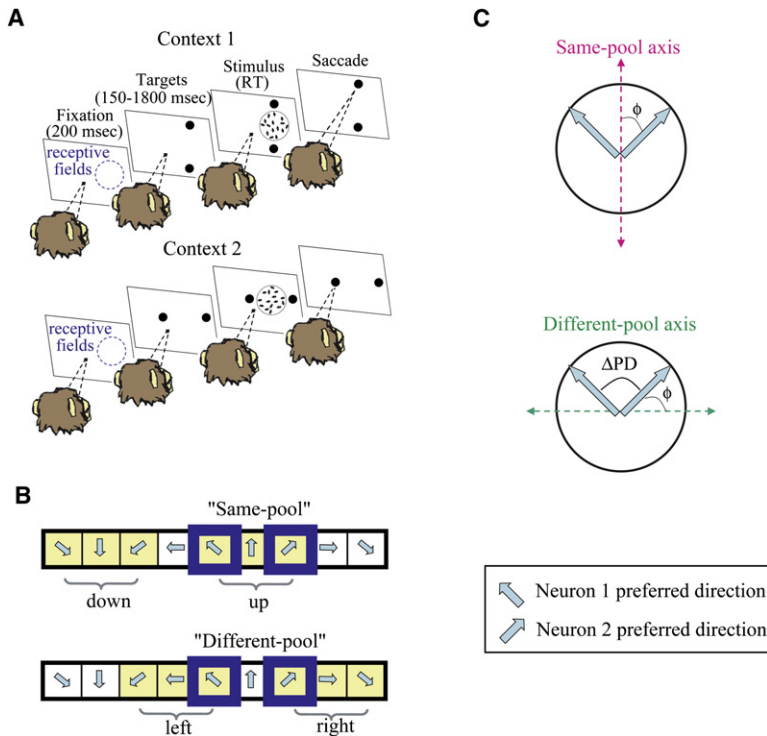 A
Context 1
Fixation
(200 msec)
Targets
(150-1800 msec)
Stimulus
(RT)
Saccade
receptive
fields
Context 2
receptive
fields
B
"Same-pool"
down
up
"Different-pool"
left
right
C
Same-pool axis
ϕ
Different-pool axis
ΔPD
ϕ
Neuron 1 preferred direction
Neuron 2 preferred direction